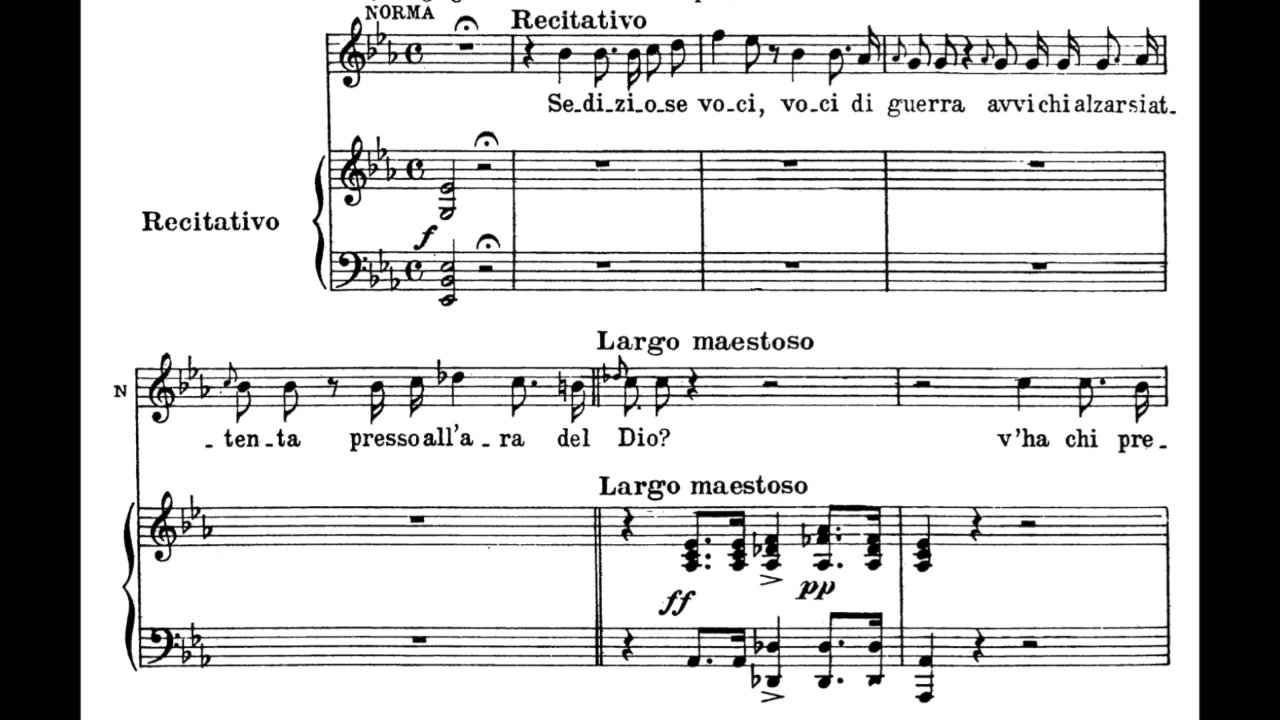 NORMA
Recitativo
Se_di_zi_o_se vo_ci, vo_ci di guerra avvi chi alzarsi at_
Recitativo
f
N
Largo maestoso
_ ten_ta presso all'a_ra del Dio? v'ha chi pre_
Largo maestoso
ff pp